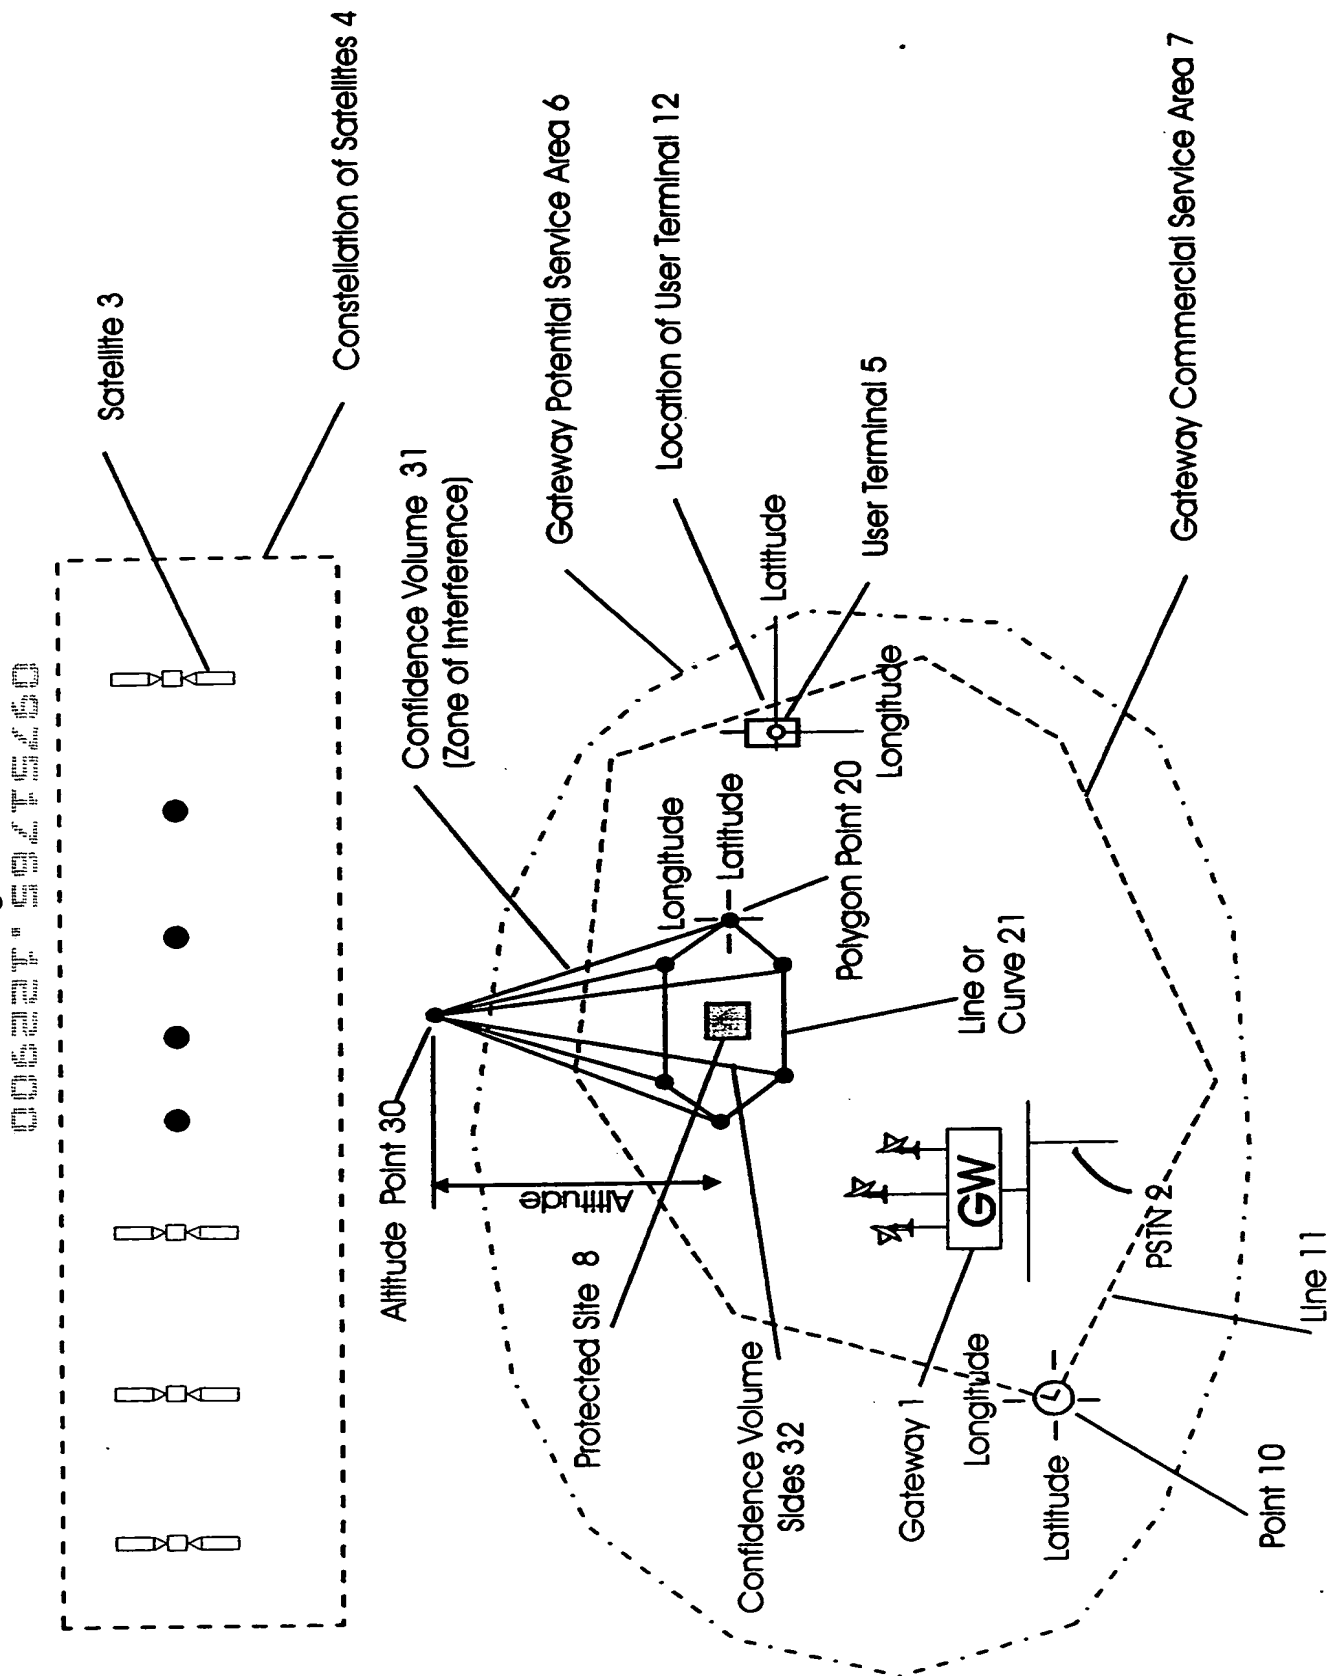 09751765.122900
Satellite 3
Constellation of Satellites 4
Altitude Point 30
Confidence Volume 31
(Zone of Interference)
Gateway Potential Service Area 6
Location of User Terminal 12
Latitude
User Terminal 5
Longitude
Altitude
Longitude
Latitude
Polygon Point 20
Protected Site 8
Line or
Curve 21
Confidence Volume
Sides 32
GW
Gateway 1
PSTN 2
Longitude
Latitude
Line 11
Point 10
Gateway Commercial Service Area 7